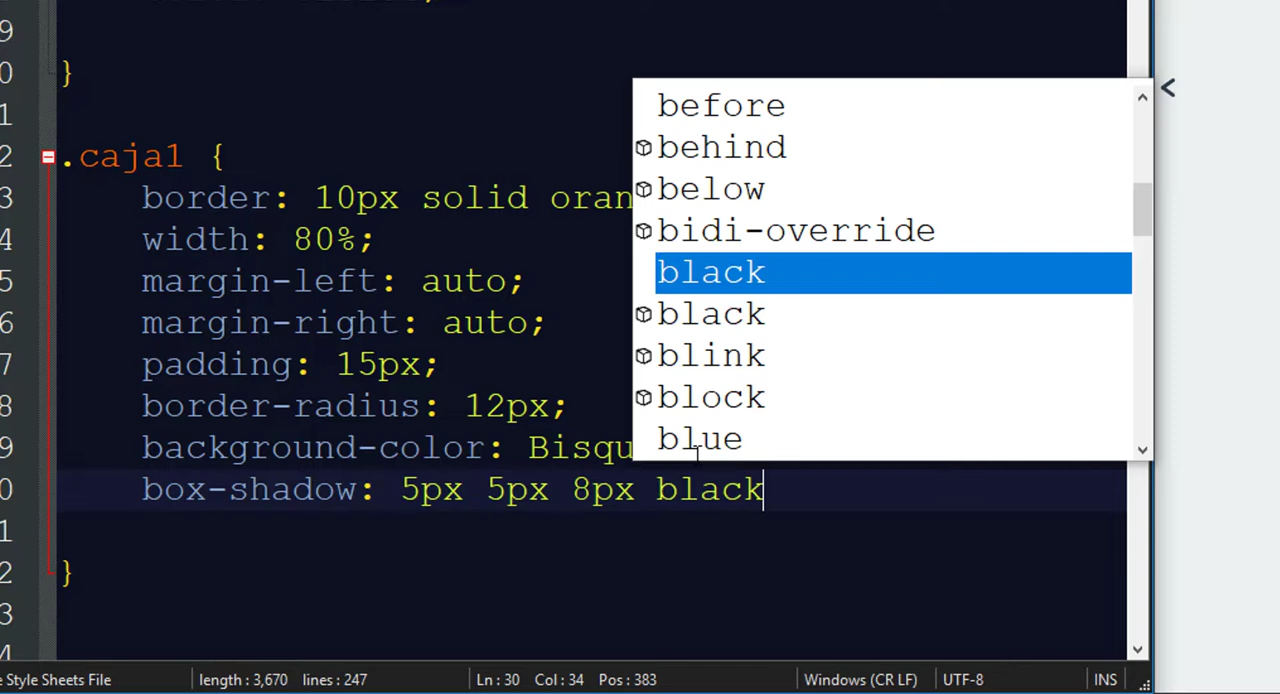 9
0 }
1
2 .caja1 {
3 border: 10px solid oran
4 width: 80%;
5 margin-left: auto;
6 margin-right: auto;
7 padding: 15px;
8 border-radius: 12px;
9 background-color: Bisqu
0 box-shadow: 5px 5px 8px black
1
2 }
3
before
behind
below
bidi-override
black
black
blink
block
blue
e Style Sheets File length : 3,670 lines : 247 Ln : 30 Col : 34 Pos : 383 Windows (CR LF) UTF-8 INS